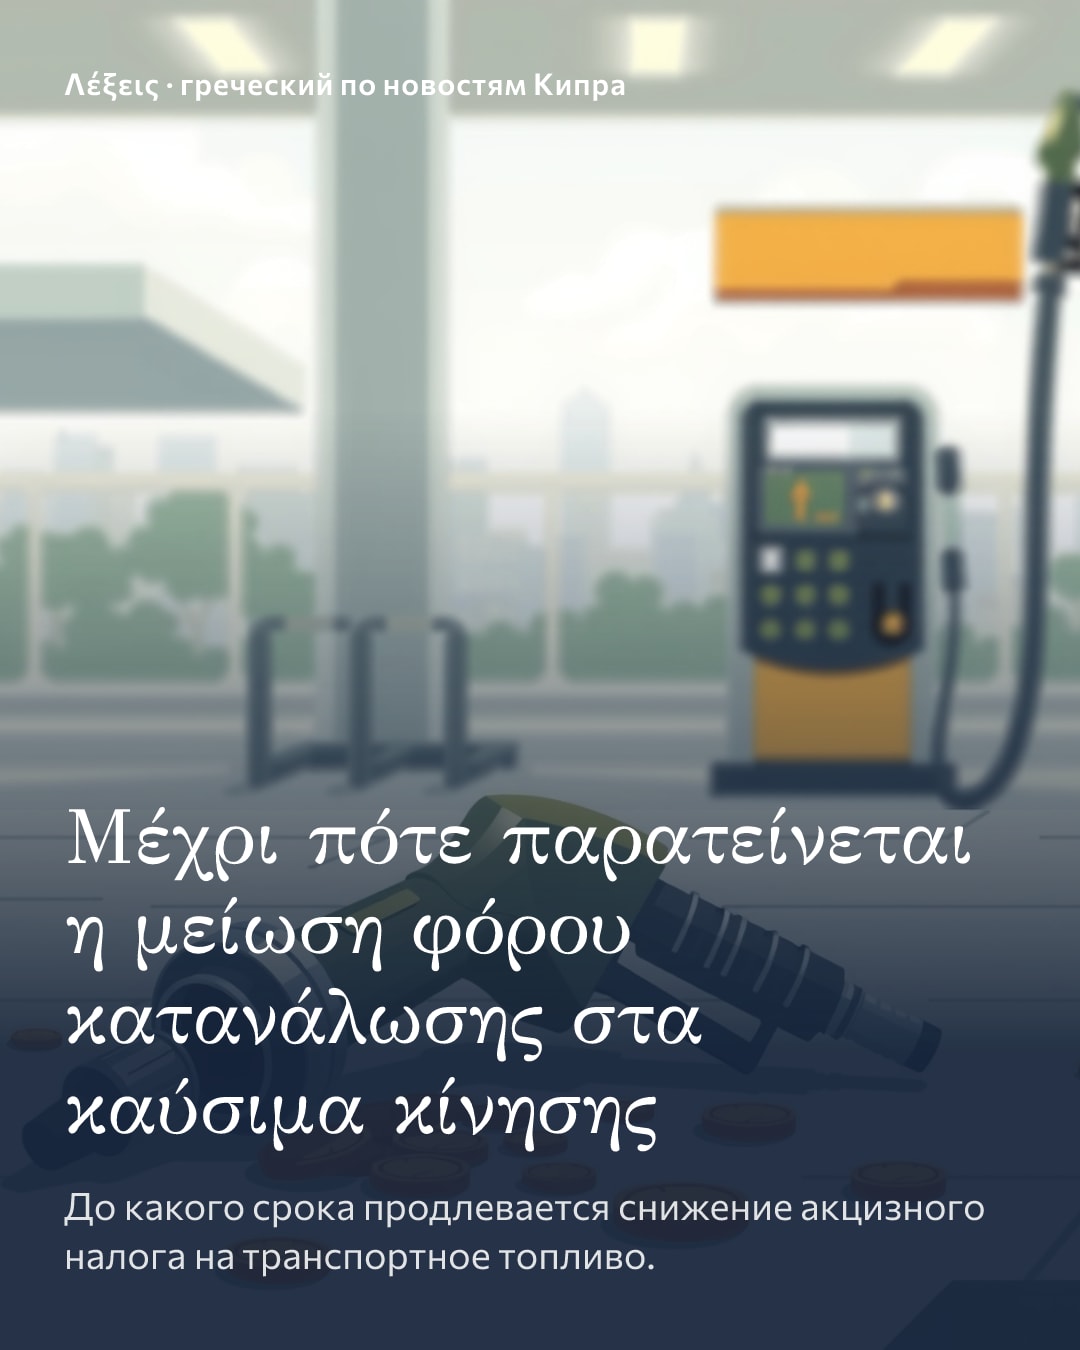 Λέξεις · греческий по новостям Кипра
Μέχρι πότε παρατείνεται
η μείωση φόρου
κατανάλωσης στα
καύσιμα κίνησης
До какого срока продлевается снижение акцизного
налога на транспортное топливо.